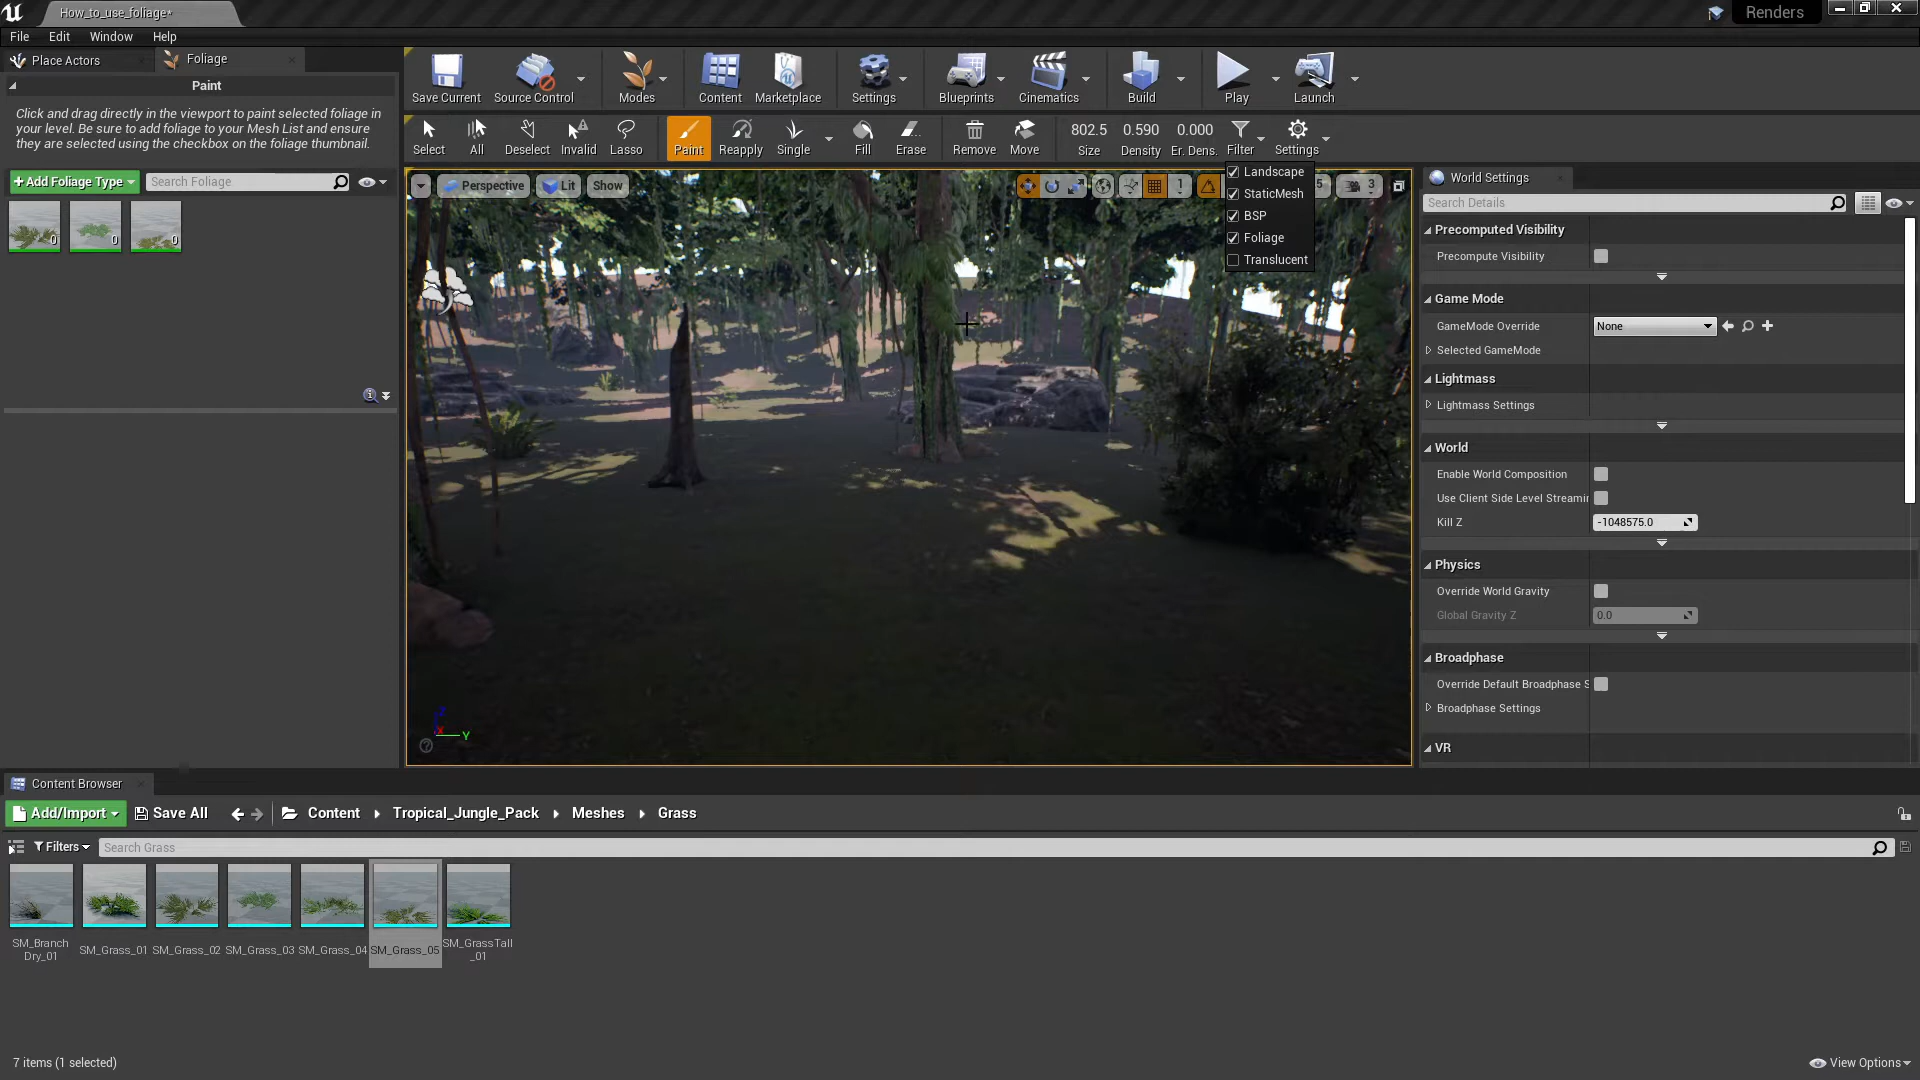 How_to_use_foliage*
Renders
File Edit Window Help
Place Actors
Foliage
Paint
Click and drag directly in the viewport to paint selected foliage in
your level. Be sure to add foliage to your Mesh List and ensure
they are selected using the checkbox on the foliage thumbnail.
+Add Foliage Type
Search Foliage
0 0 0
Save Current Source Control Modes Content Marketplace Settings Blueprints Cinematics Build Play Launch
Select All Deselect Invalid Lasso Paint Reapply Single Fill Erase Remove Move
802.5 0.590 0.000
Size Density Er. Dens. Filter Settings
Perspective Lit Show
1 5 3
Landscape
StaticMesh
BSP
Foliage
Translucent
Z
X Y
World Settings
Search Details
Precomputed Visibility
Precompute Visibility
Game Mode
GameMode Override None
Selected GameMode
Lightmass
Lightmass Settings
World
Enable World Composition
Use Client Side Level Streamin
Kill Z -1048575.0
Physics
Override World Gravity
Global Gravity Z 0.0
Broadphase
Override Default Broadphase S
Broadphase Settings
VR
Content Browser
Add/Import Save All Content Tropical_Jungle_Pack Meshes Grass
Filters Search Grass
SM_Branch
Dry_01
SM_Grass_01
SM_Grass_02
SM_Grass_03
SM_Grass_04
SM_Grass_05
SM_GrassTall
_01
7 items (1 selected)
View Options